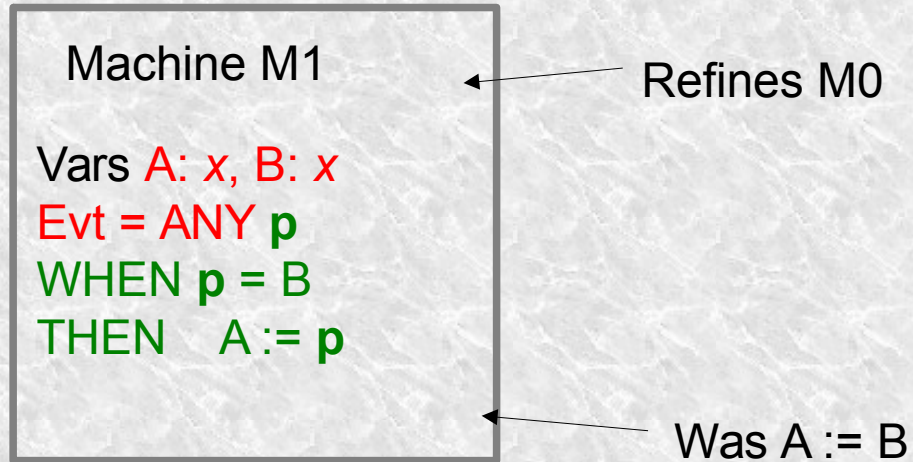 Machine M1
Refines M0
Vars A: x, B: x
Evt = ANY p
WHEN p = B
THEN A := p
Was A := B